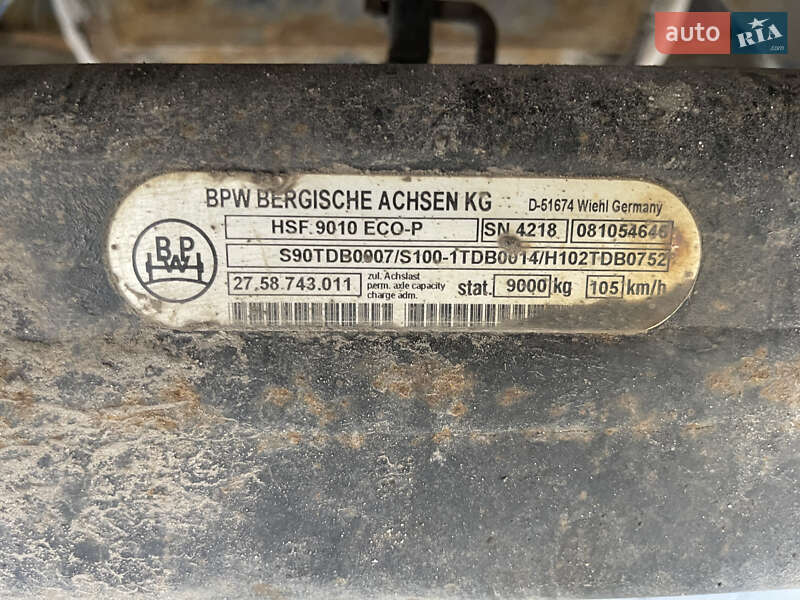 auto RIA .com
BPW BERGISCHE ACHSEN KG D-51674 Wiehl Germany
BPW
HSF 9010 ECO-P SN 4218 081054646
S90TDB0907/S100-1TDB0014/H102TDB0752
27.58.743.011 zul. Achslast
perm. axle capacity
charge adm.
stat. 9000 kg 105 km/h